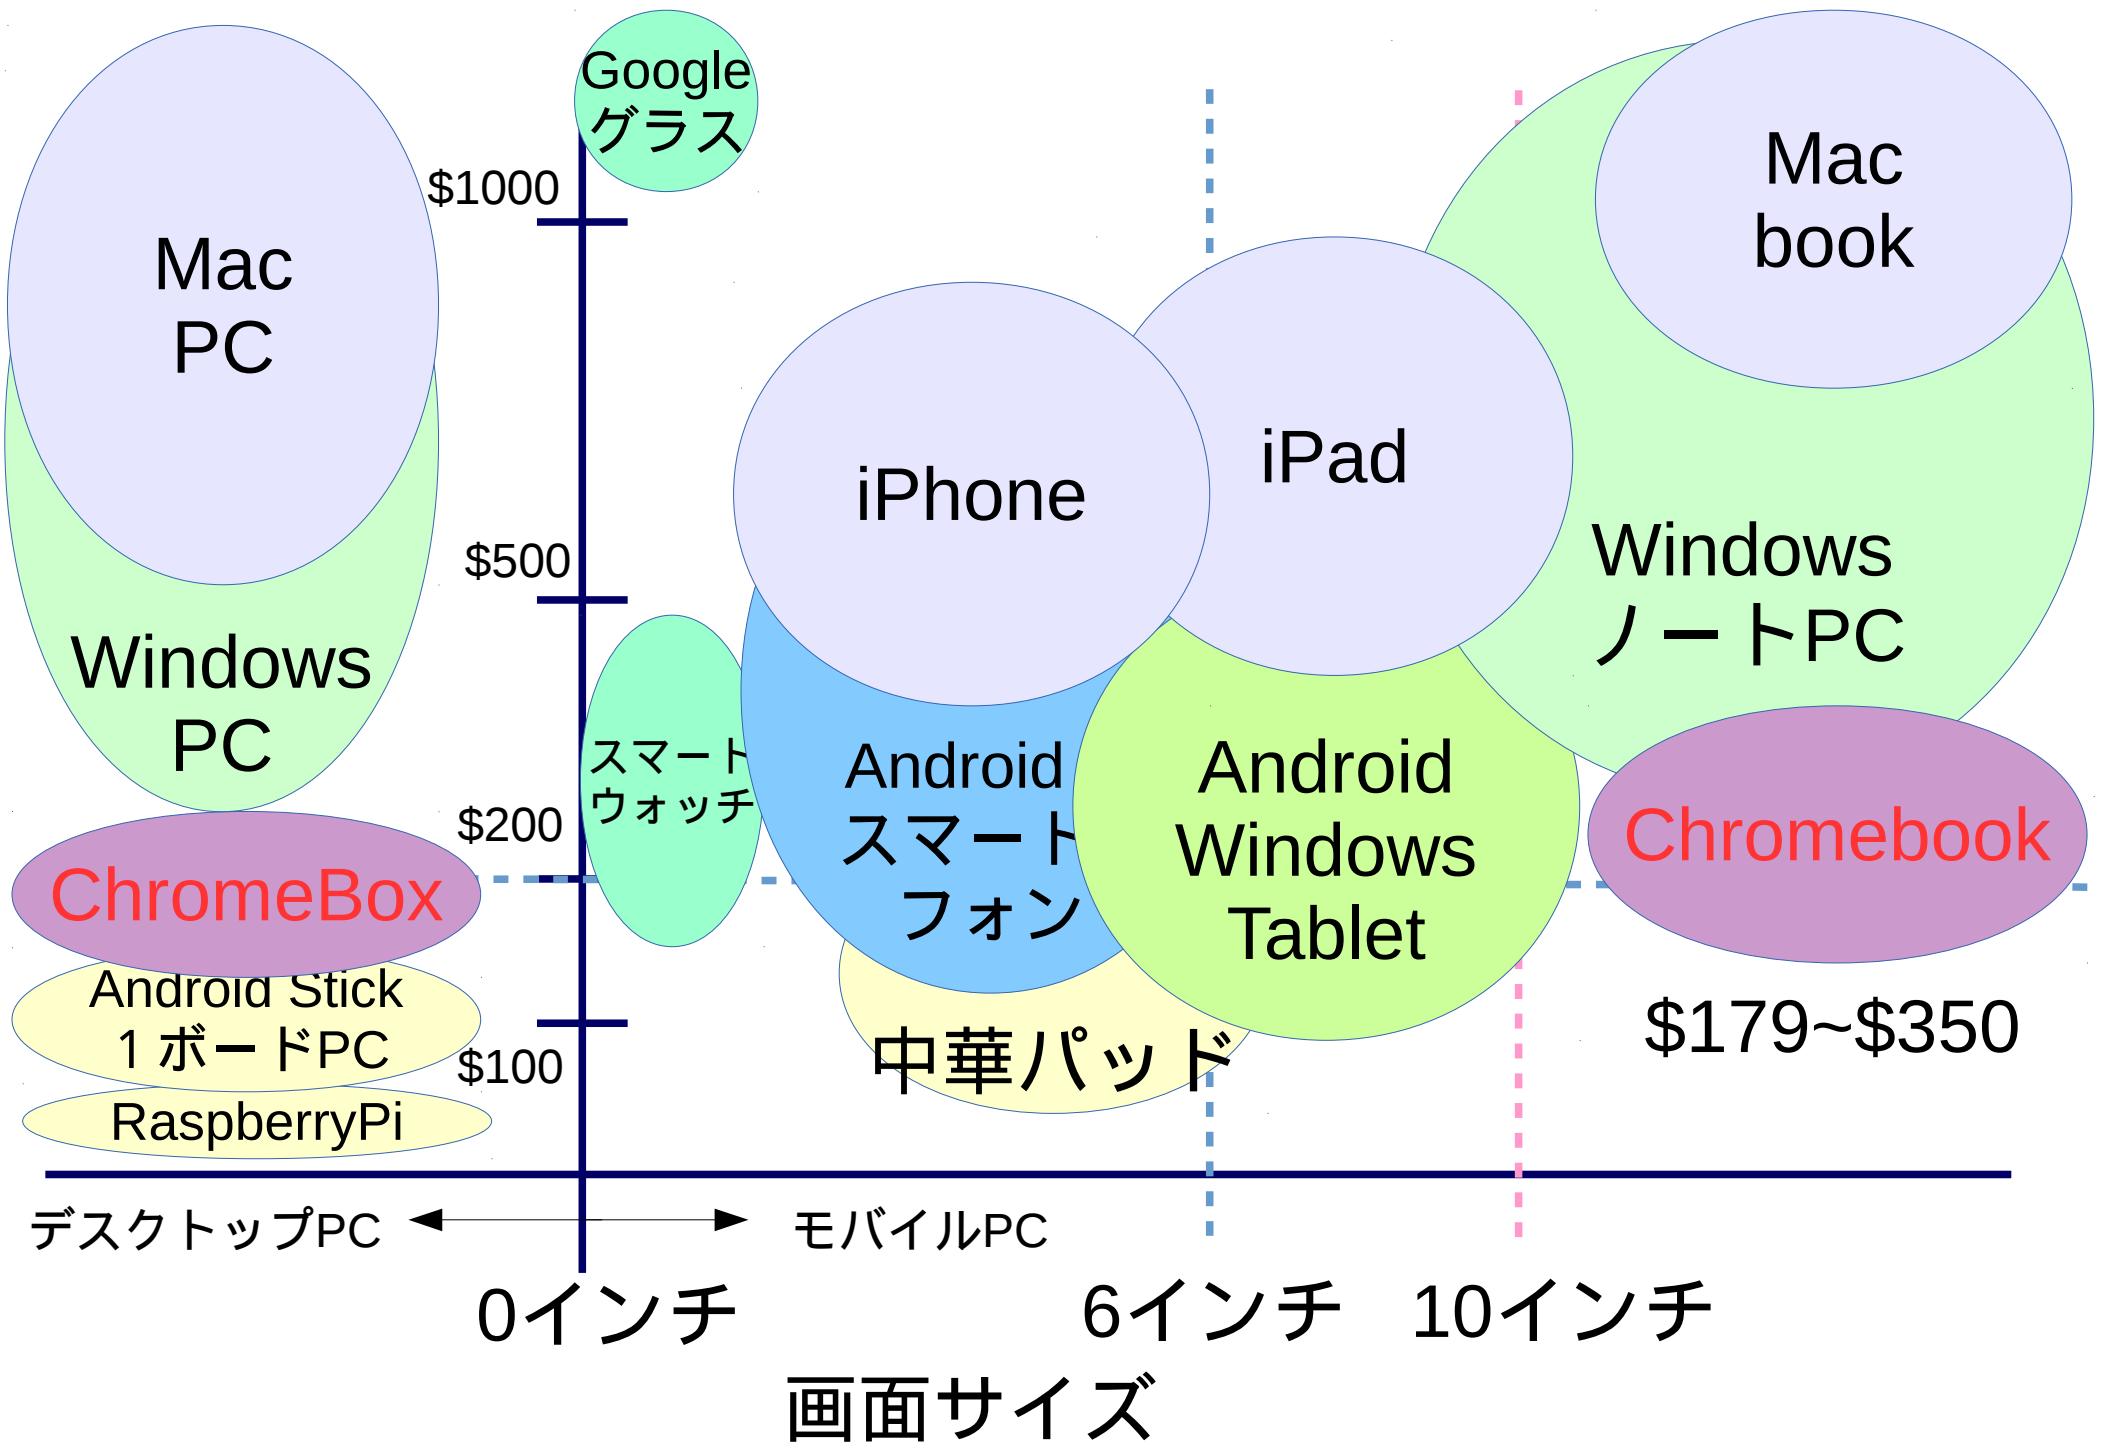 Google
グラス
$1000
Mac
PC
Mac
book
iPhone
iPad
$500
Windows
PC
Windows
ノートPC
スマート
ウォッチ
Android
スマート
フォン
Android
Windows
Tablet
$200
ChromeBox
Chromebook
Android Stick
１ボードPC
中華パッド
$179~$350
$100
RaspberryPi
デスクトップPC
モバイルPC
0インチ
6インチ
10インチ
画面サイズ